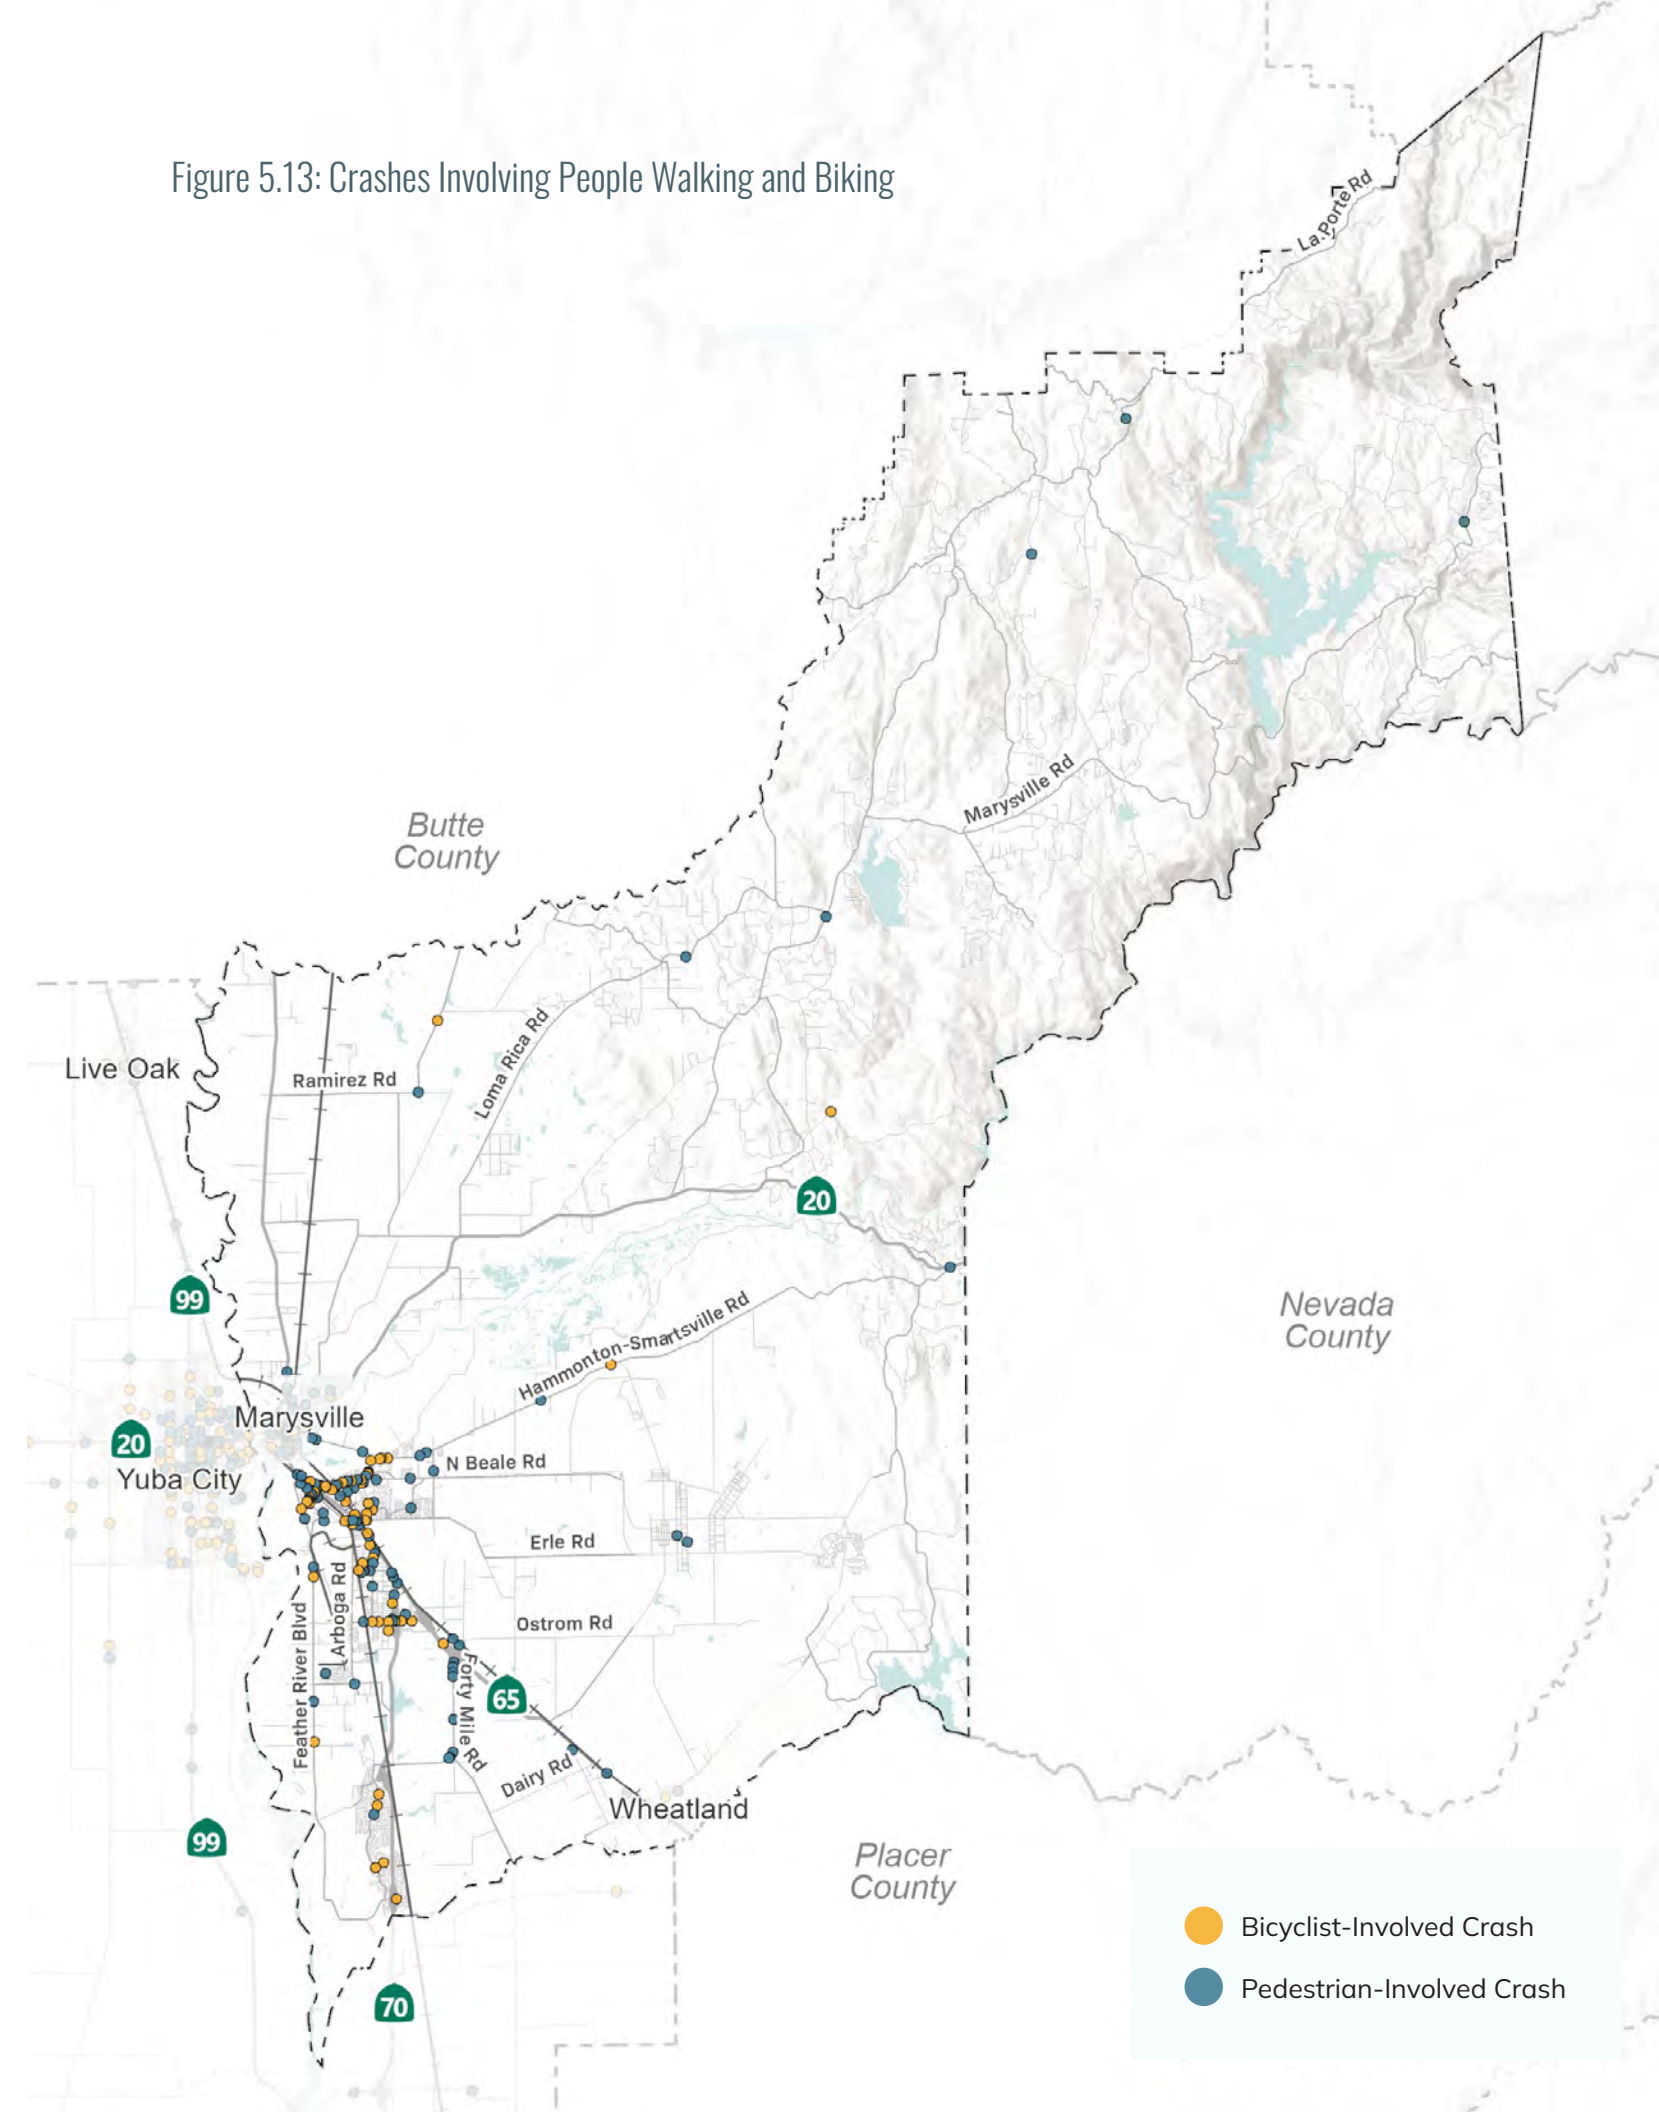 Figure 5.13: Crashes Involving People Walking and Biking
La Porte Rd
Marysville Rd
Butte
County
Loma Rica Rd
Live Oak
Ramirez Rd
20
99
Hammonton-Smartsville Rd
Nevada
County
Marysville
20
Yuba City
N Beale Rd
Erle Rd
Arboga Rd
Ostrom Rd
Feather River Blvd
Forty Mile Rd
65
Dairy Rd
Wheatland
99
Placer
County
70
Bicyclist-Involved Crash
Pedestrian-Involved Crash